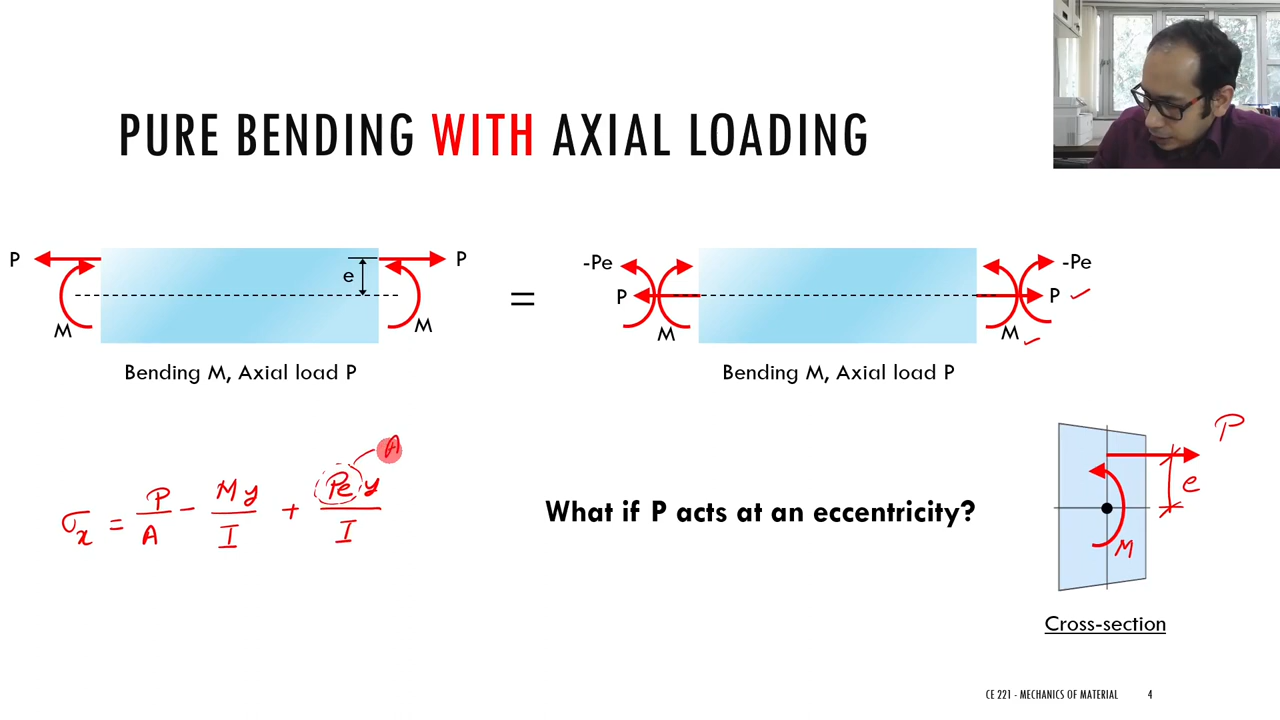 PURE BENDING WITH AXIAL LOADING
P
P
e
M
M
Bending M, Axial load P
=
-Pe
-Pe
P
P
M
M
Bending M, Axial load P
σx = P/A - My/I + Pey/I
What if P acts at an eccentricity?
P
e
M
Cross-section
CE 221 - MECHANICS OF MATERIAL 4